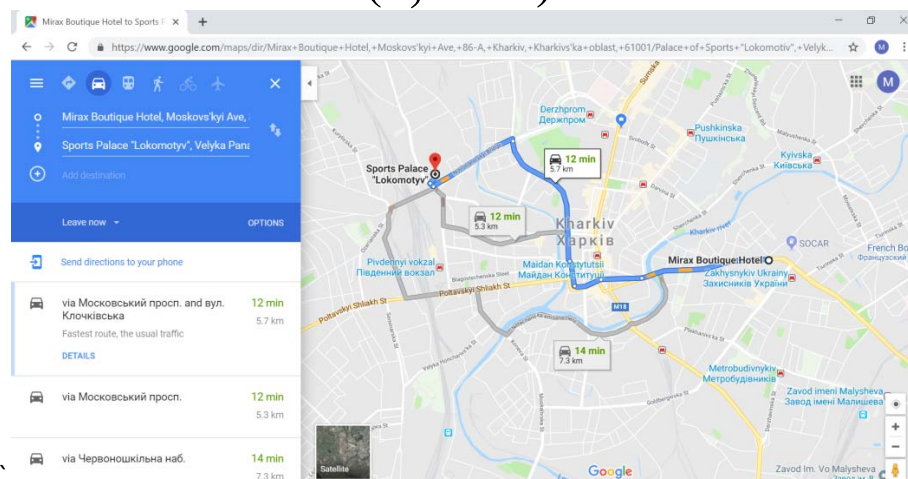 Mirax Boutique Hotel to Sports P
https://www.google.com/maps/dir/Mirax+Boutique+Hotel,+Moskovs'kyi+Ave,+86-A,+Kharkiv,+Kharkivs'ka+oblast,+61001/Palace+of+Sports+"Lokomotiv",+Velyk...
M
Mirax Boutique Hotel, Moskovs'kyi Ave,
Sports Palace "Lokomotyv", Velyka Pana
Add destination
Leave now
OPTIONS
Send directions to your phone
via Московський просп. and вул.
Клочківська
12 min
5.7 km
Fastest route, the usual traffic
DETAILS
via Московський просп.
12 min
5.3 km
via Червоношкільна наб.
14 min
7.3 km
M
Derzhprom
Держпром
Pushkinska
Пушкінська
Kyivska
Київська
12 min
5.7 km
Sports Palace
"Lokomotyv"
12 min
5.3 km
Kharkiv
Харків
Kharkiv river
SOCAR
French Bo
Французский
Pivdennyi vokzal
Південний вокзал
Maidan Konstytutsii
Майдан Конституції
Mirax Boutique Hotel
Zakhysnykiv Ukrainy
Захисників України
Poltavskyi Shliakh St
Poltavskyi Shliakh St
M18
14 min
7.3 km
Metrobudivnykiv
Метробудівників
Zavod imeni Malysheva
Завод імені Малишева
Satellite
Google
Zavod Im. Vo Malysheva